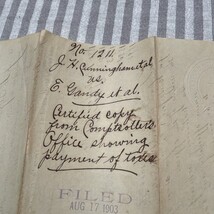 No. 1211
J. H. Cunningham et al
vs.
E. Gandy et al.
Certified copy
from Comptroller's
Office showing
payment of taxes
FILED
AUG 17 1903